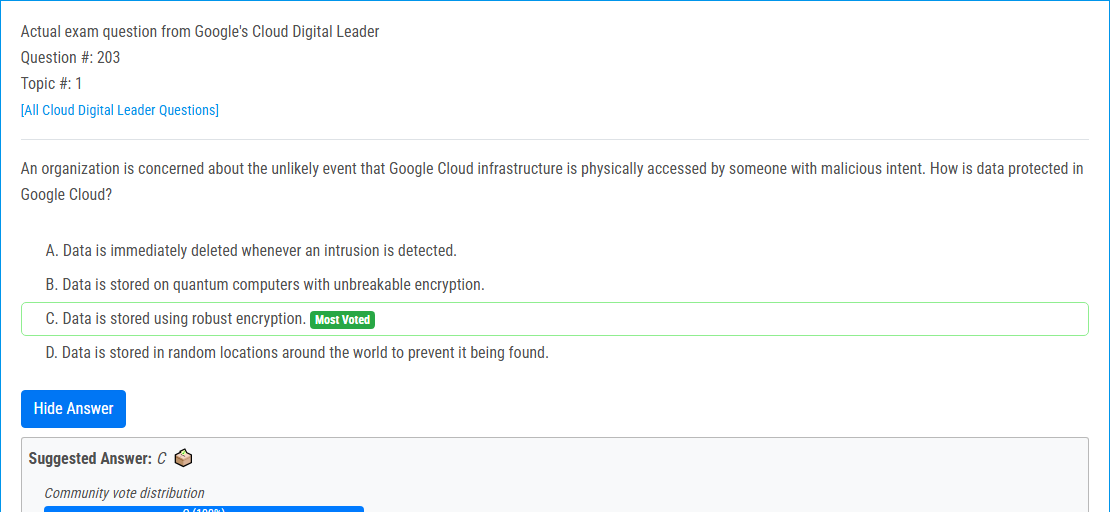 Actual exam question from Google's Cloud Digital Leader
Question #: 203
Topic #: 1
[All Cloud Digital Leader Questions]
An organization is concerned about the unlikely event that Google Cloud infrastructure is physically accessed by someone with malicious intent. How is data protected in
Google Cloud?
A. Data is immediately deleted whenever an intrusion is detected.
B. Data is stored on quantum computers with unbreakable encryption.
C. Data is stored using robust encryption. Most Voted
D. Data is stored in random locations around the world to prevent it being found.
Hide Answer
Suggested Answer: C
Community vote distribution